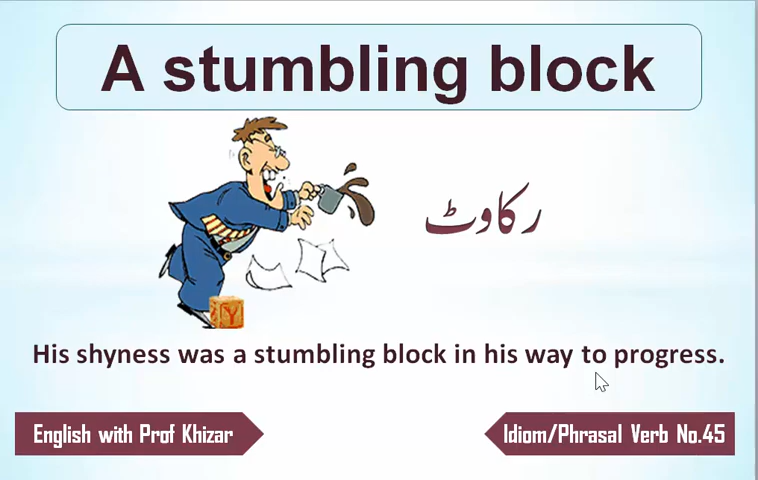 A stumbling block
رکاوٹ
Y
His shyness was a stumbling block in his way to progress.
English with Prof Khizar
Idiom/Phrasal Verb No.45